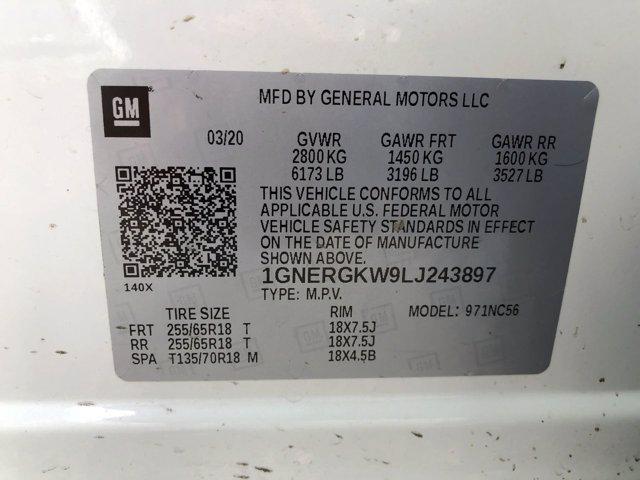 GM
MFD BY GENERAL MOTORS LLC
03/20 GVWR GAWR FRT GAWR RR
2800 KG 1450 KG 1600 KG
6173 LB 3196 LB 3527 LB
THIS VEHICLE CONFORMS TO ALL
APPLICABLE U.S. FEDERAL MOTOR
VEHICLE SAFETY STANDARDS IN EFFECT
ON THE DATE OF MANUFACTURE
SHOWN ABOVE.
140X
1GNERGKW9LJ243897
TYPE: M.P.V.
TIRE SIZE RIM MODEL: 971NC56
FRT 255/65R18 T 18X7.5J
RR 255/65R18 T 18X7.5J
SPA T135/70R18 M 18X4.5B